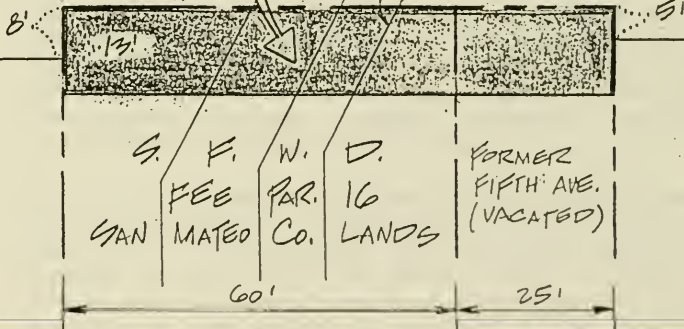 8'
5'
13'
S. F. W. D.
FEE PAR. 16
SAN MATEO CO. LANDS
FORMER
FIFTH AVE.
(VACATED)
60'
25'